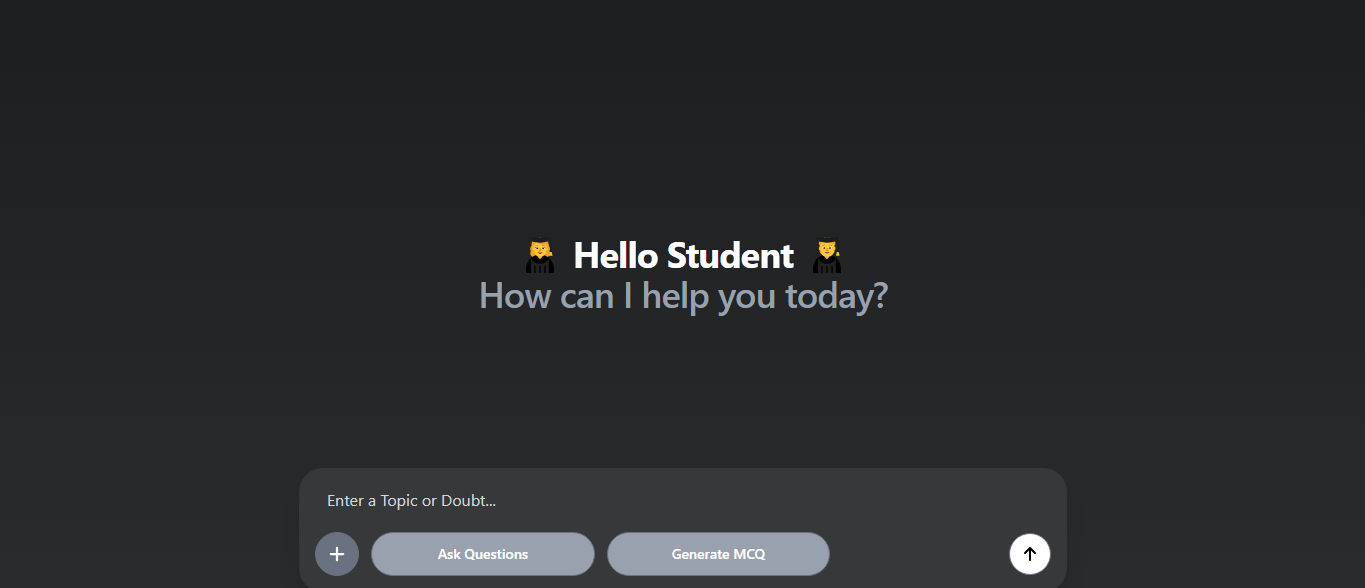 Hello Student
How can I help you today?
Enter a Topic or Doubt...
Ask Questions
Generate MCQ